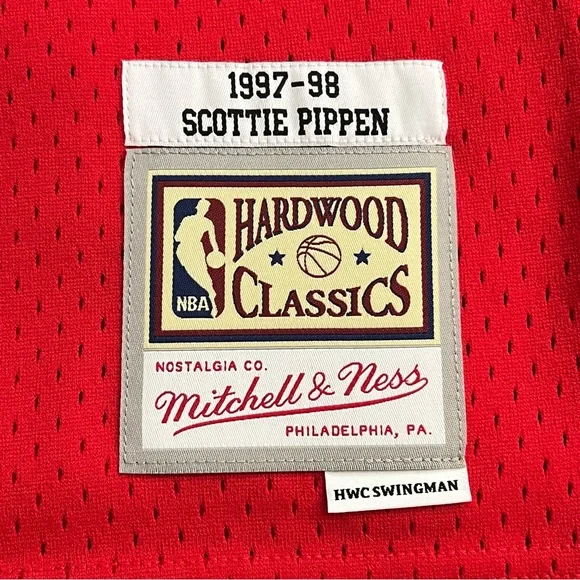 1997-98
SCOTTIE PIPPEN
HARDWOOD
CLASSICS
NBA
NOSTALGIA CO.
Mitchell & Ness
PHILADELPHIA, PA.
HWC SWINGMAN